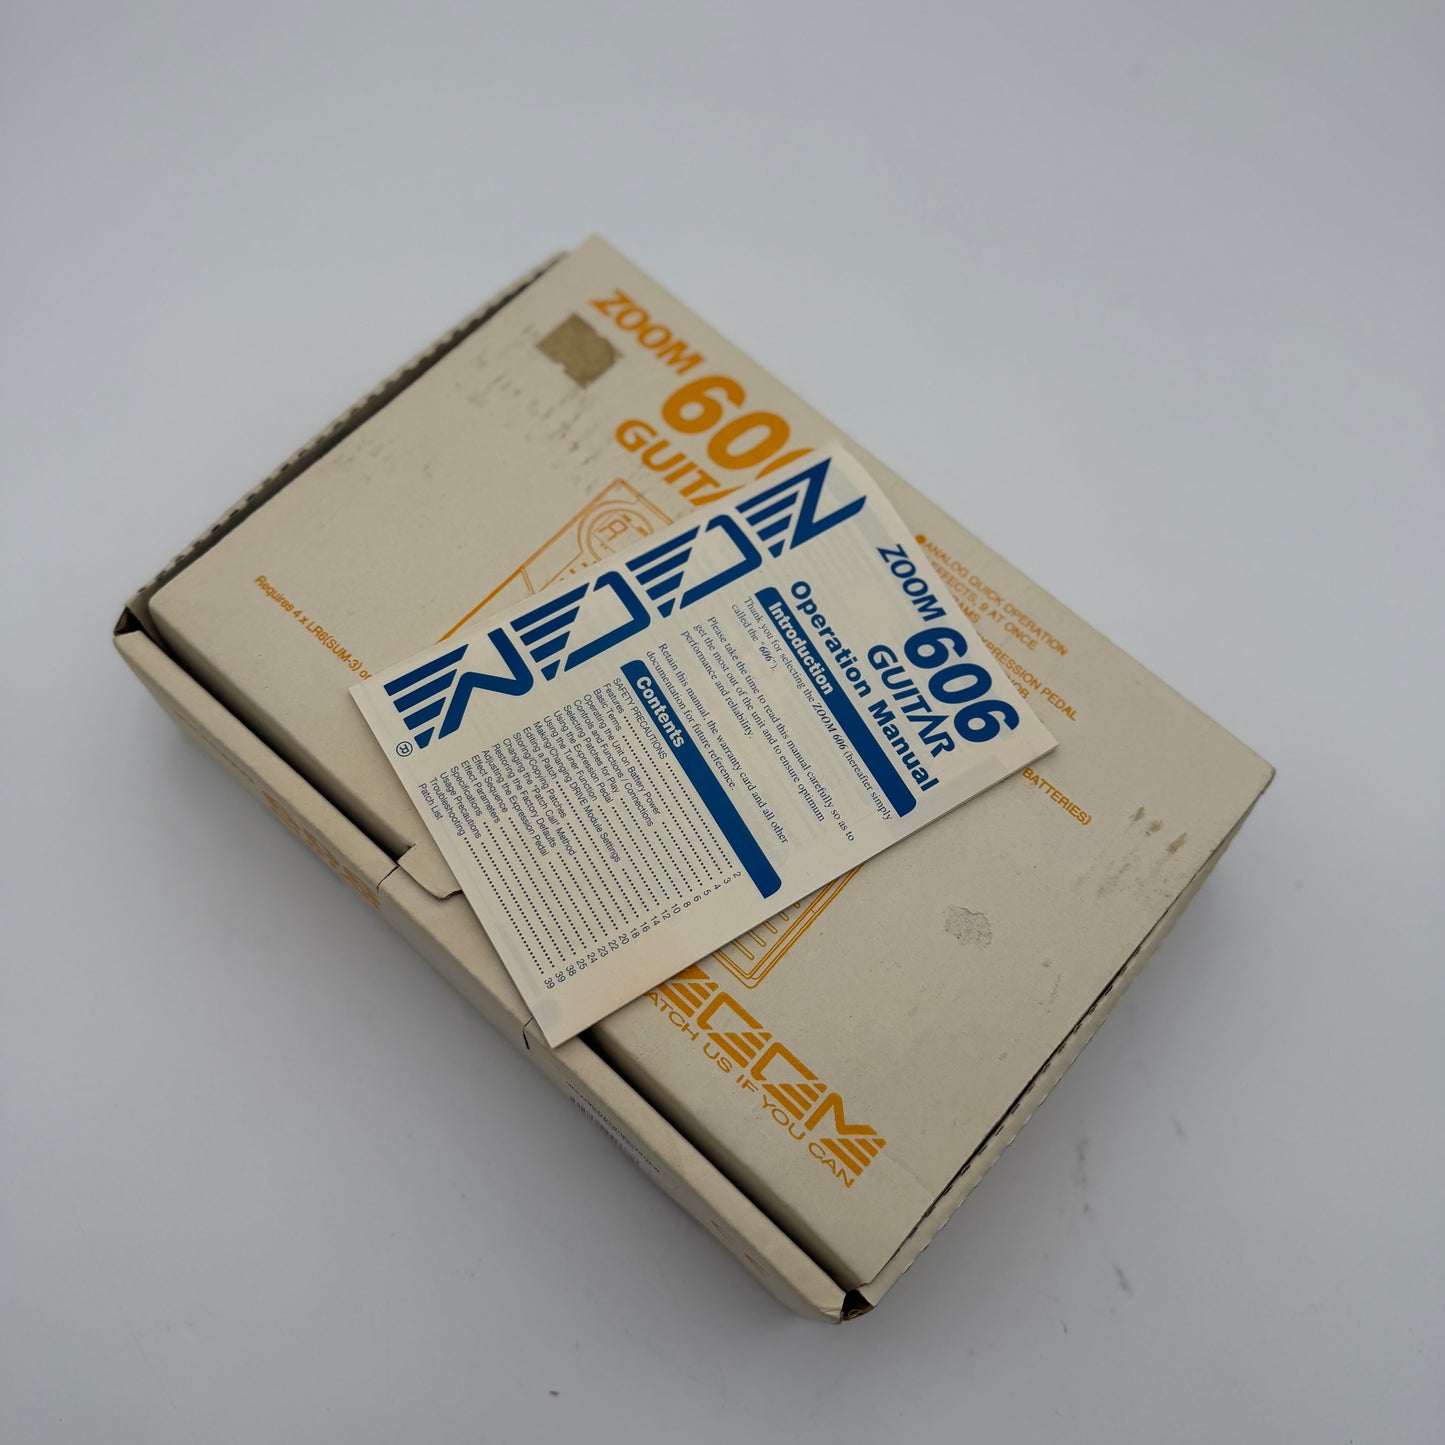 ZOOM
606
GUITAR
Operation Manual
Introduction
Thank you for selecting the ZOOM 606 (hereafter simply
called the "606").
Please take the time to read this manual carefully so as to
get the most out of the unit and to ensure optimum
performance and reliability.
Retain this manual, the warranty card and all other
documentation for future reference.
Contents
SAFETY PRECAUTIONS 2
Features 3
Basic Terms 4
Operating the Unit on Battery Power 5
Controls and Functions / Connections 6
Selecting Patches for Play 8
Using the Expression Pedal 10
Using the Tuner Function 12
Making/Changing DRIVE Module Settings 14
Editing a Patch 16
Storing/Copying Patches 18
Changing the "Patch Call" Method 20
Restoring the Factory Defaults 22
Adjusting the Expression Pedal 23
Effect Sequence 24
Effect Parameters 25
Specifications 38
Usage Precautions 39
Troubleshooting 39
Patch List
ZOOM
ZOOM
GUITA
ANALOG QUICK OPERATION
EFFECTS, 9 AT ONCE
PEDAL
BATTERIES)
Requires 4 x LR6(SUM-3) or
ZOOM
CATCH US IF YOU CAN